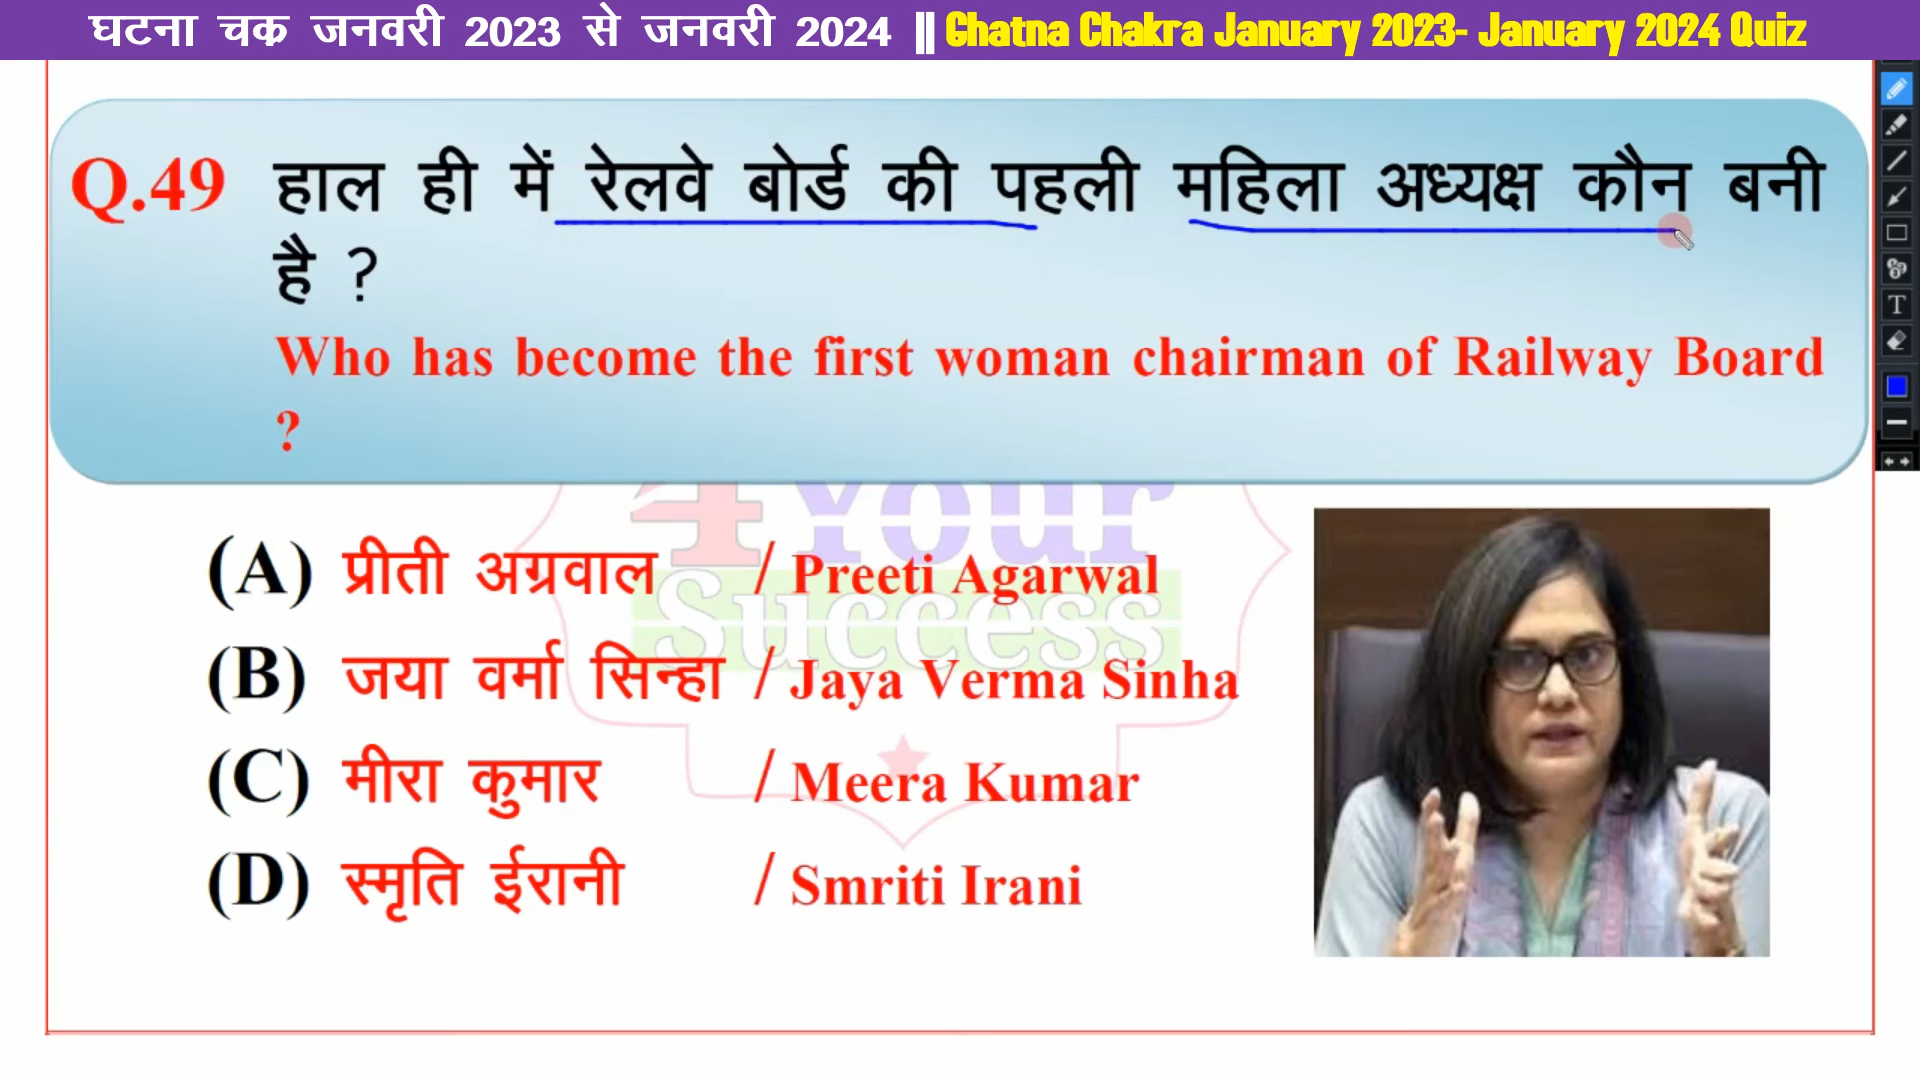 घटना चक्र जनवरी 2023 से जनवरी 2024 || Ghatna Chakra January 2023- January 2024 Quiz
Q.49 हाल ही में रेलवे बोर्ड की पहली महिला अध्यक्ष कौन बनी
है ?
Who has become the first woman chairman of Railway Board
?
4Your
Success
(A) प्रीती अग्रवाल / Preeti Agarwal
(B) जया वर्मा सिन्हा / Jaya Verma Sinha
(C) मीरा कुमार / Meera Kumar
(D) स्मृति ईरानी / Smriti Irani
T